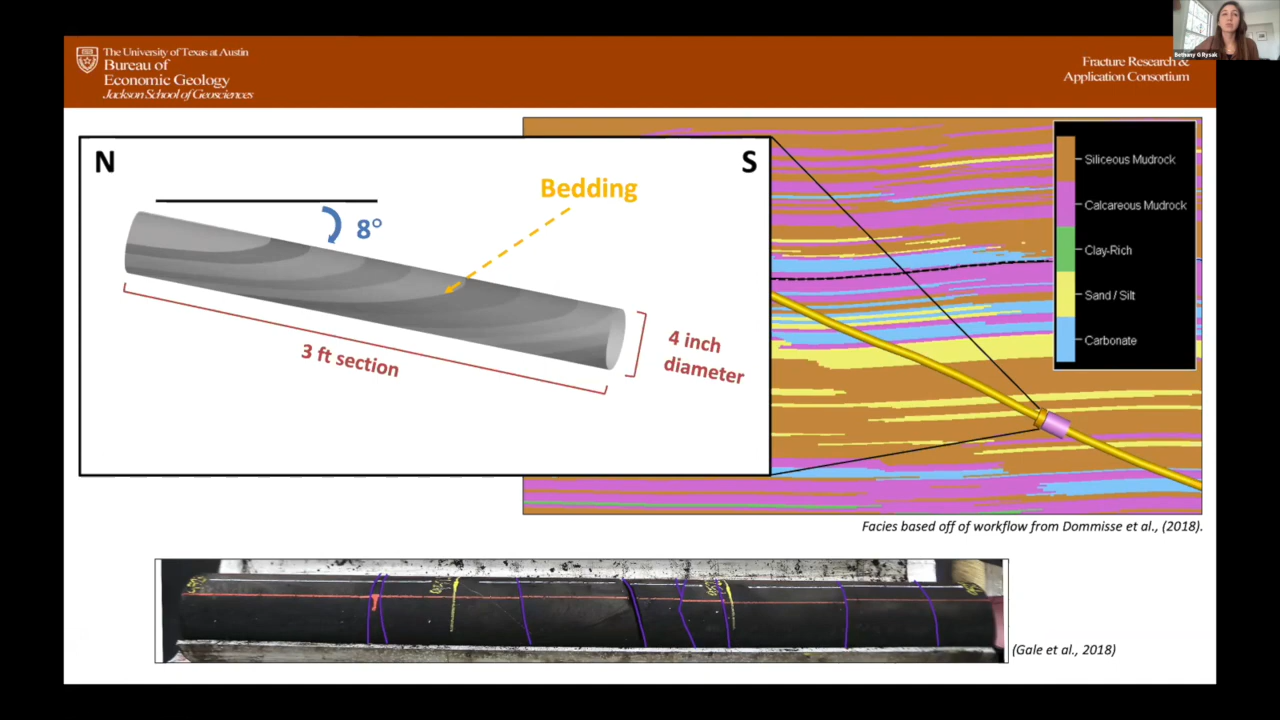 Bethany G Rysak
The University of Texas at Austin
Bureau of
Economic Geology
Jackson School of Geosciences
Fracture Research &
Application Consortium
N
S
Bedding
8°
3 ft section
4 inch
diameter
Siliceous Mudrock
Calcareous Mudrock
Clay-Rich
Sand / Silt
Carbonate
Facies based off of workflow from Dommisse et al., (2018).
(Gale et al., 2018)